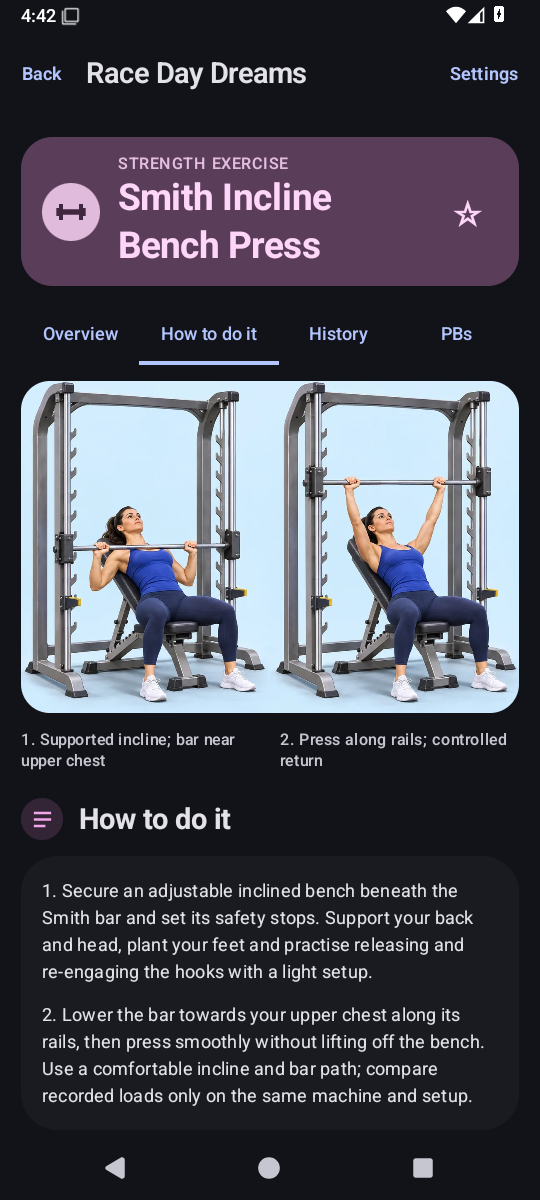 4:42
Back
Race Day Dreams
Settings
STRENGTH EXERCISE
Smith Incline
Bench Press
Overview
How to do it
History
PBs
1. Supported incline; bar near
upper chest
2. Press along rails; controlled
return
How to do it
1. Secure an adjustable inclined bench beneath the
Smith bar and set its safety stops. Support your back
and head, plant your feet and practise releasing and
re-engaging the hooks with a light setup.
2. Lower the bar towards your upper chest along its
rails, then press smoothly without lifting off the bench.
Use a comfortable incline and bar path; compare
recorded loads only on the same machine and setup.